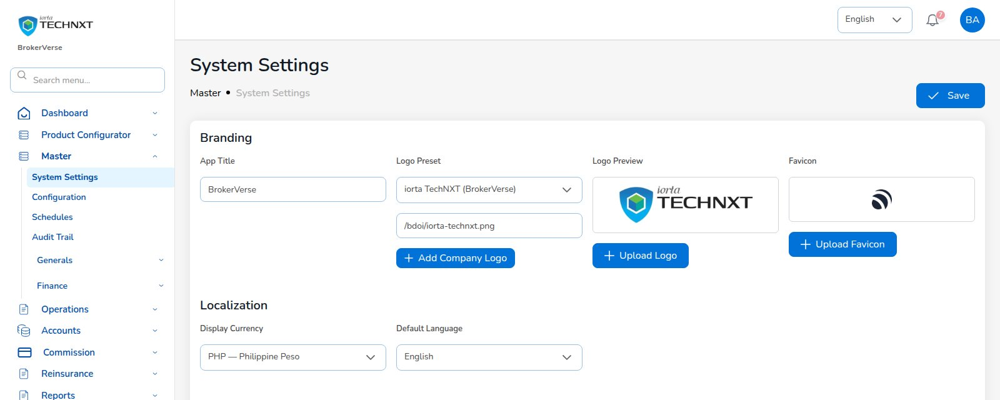 iorta
TECHNXT
BrokerVerse
Search menu...
Dashboard
Product Configurator
Master
System Settings
Configuration
Schedules
Audit Trail
Generals
Finance
Operations
Accounts
Commission
Reinsurance
Reports
English
7
BA
System Settings
Master • System Settings
Save
Branding
App Title
BrokerVerse
Logo Preset
iorta TechNXT (BrokerVerse)
/bdoi/iorta-technxt.png
Add Company Logo
Logo Preview
iorta
TECHNXT
Upload Logo
Favicon
Upload Favicon
Localization
Display Currency
PHP — Philippine Peso
Default Language
English